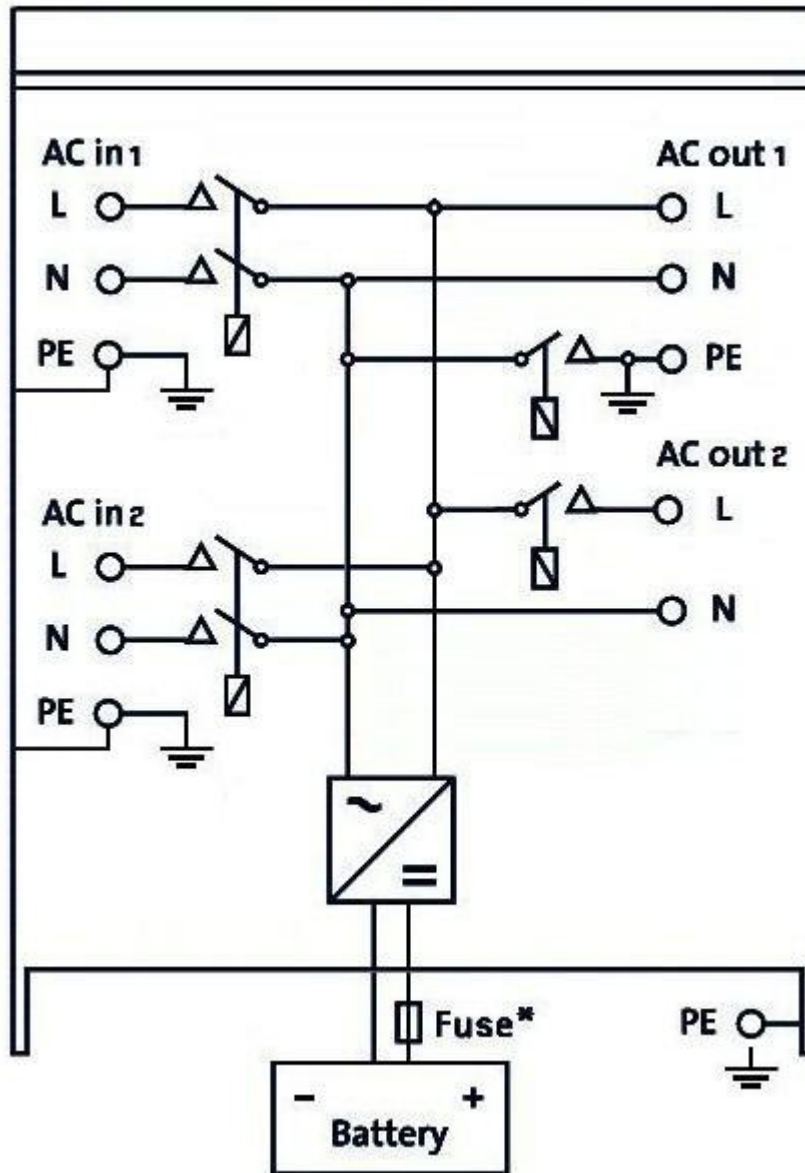 AC in 1
L
N
PE
AC out 1
L
N
PE
AC in 2
L
N
PE
AC out 2
L
N
Fuse*
PE
- +
Battery